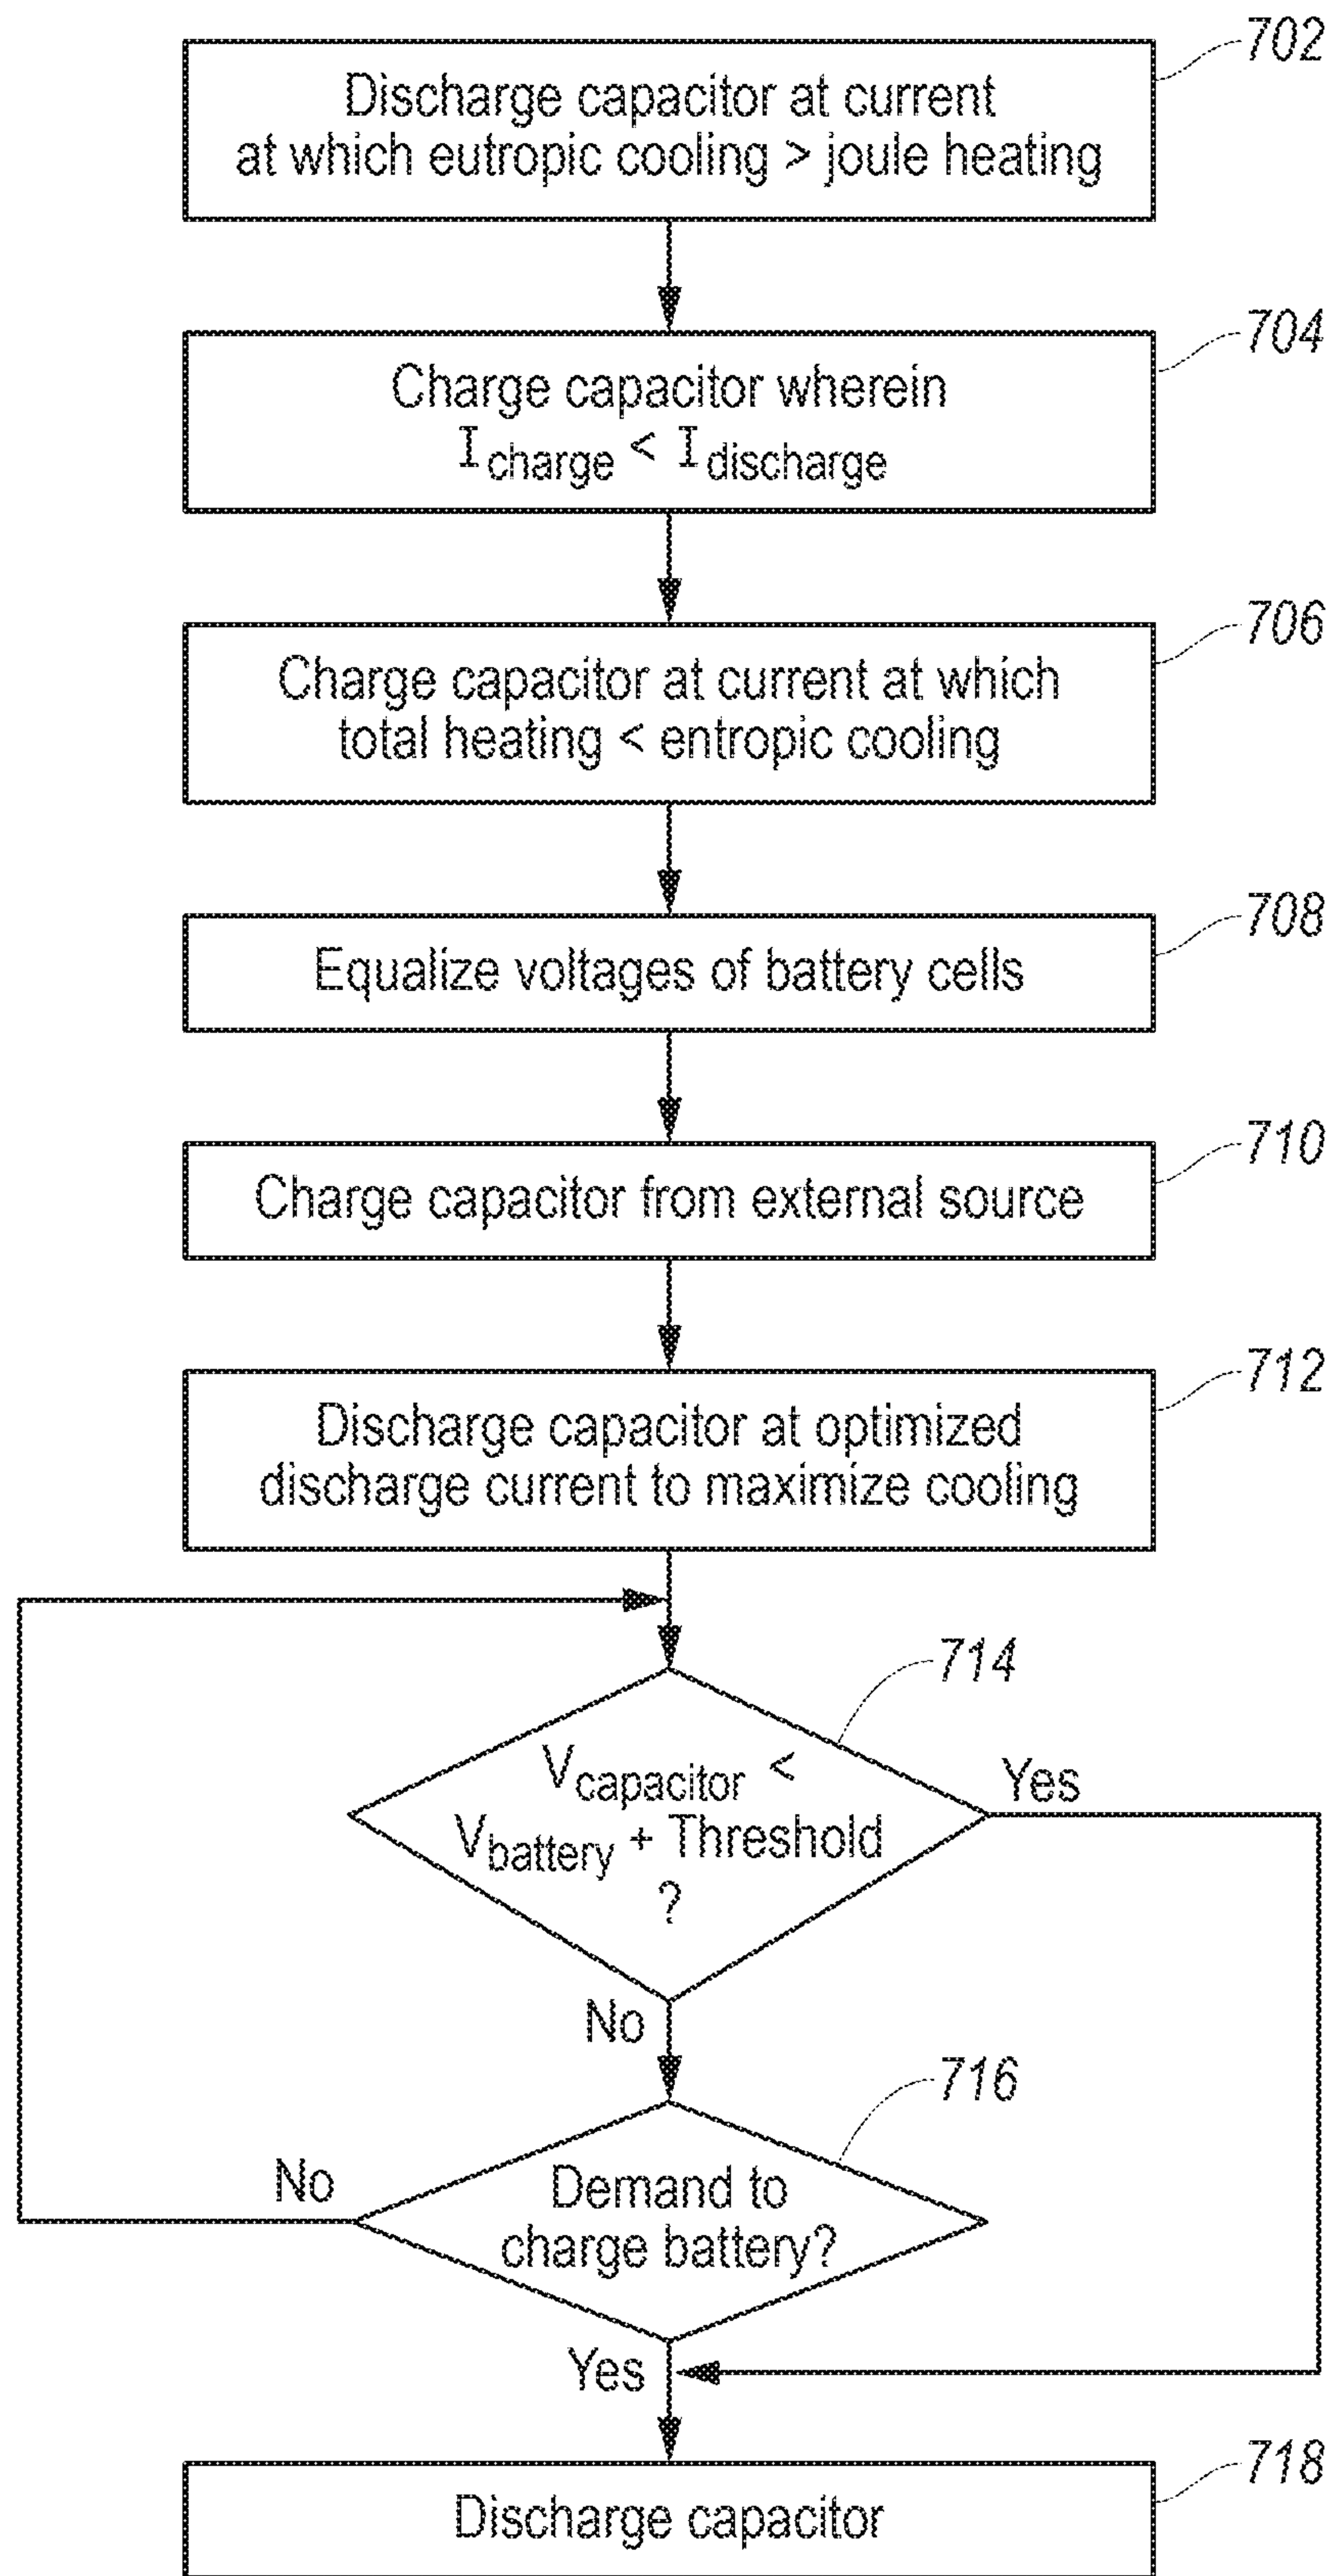 702
Discharge capacitor at current
at which eutropic cooling > joule heating
704
Charge capacitor wherein
Icharge < Idischarge
706
Charge capacitor at current at which
total heating < entropic cooling
708
Equalize voltages of battery cells
710
Charge capacitor from external source
712
Discharge capacitor at optimized
discharge current to maximize cooling
714
Vcapacitor <
Yes
Vbattery + Threshold
?
No
716
No
Demand to
charge battery?
Yes
718
Discharge capacitor